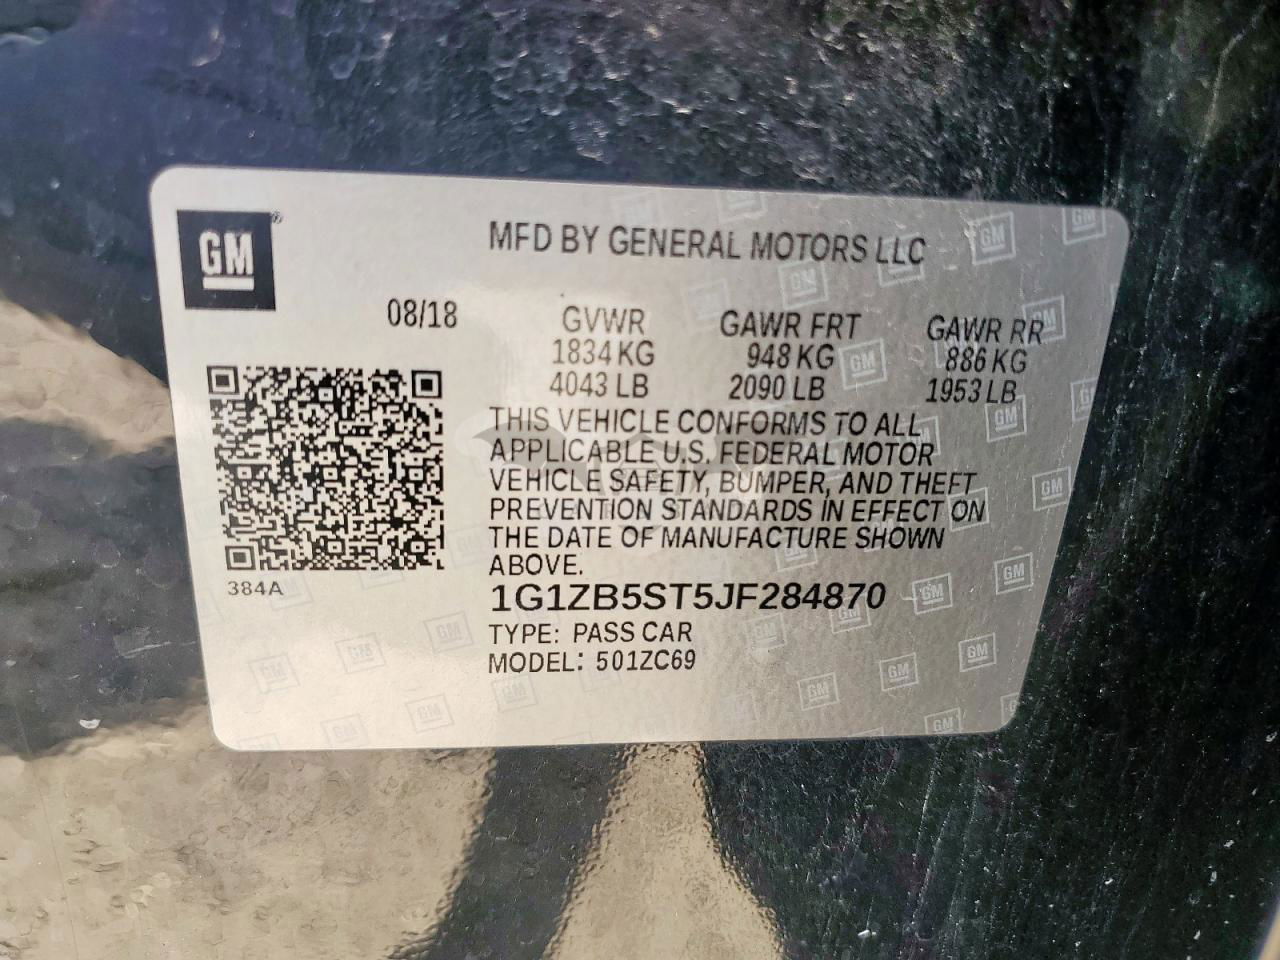 GM
MFD BY GENERAL MOTORS LLC
08/18
GVWR GAWR FRT GAWR RR
1834 KG 948 KG 886 KG
4043 LB 2090 LB 1953 LB
THIS VEHICLE CONFORMS TO ALL
APPLICABLE U.S. FEDERAL MOTOR
VEHICLE SAFETY, BUMPER, AND THEFT
PREVENTION STANDARDS IN EFFECT ON
THE DATE OF MANUFACTURE SHOWN
ABOVE.
384A
1G1ZB5ST5JF284870
TYPE: PASS CAR
MODEL: 501ZC69